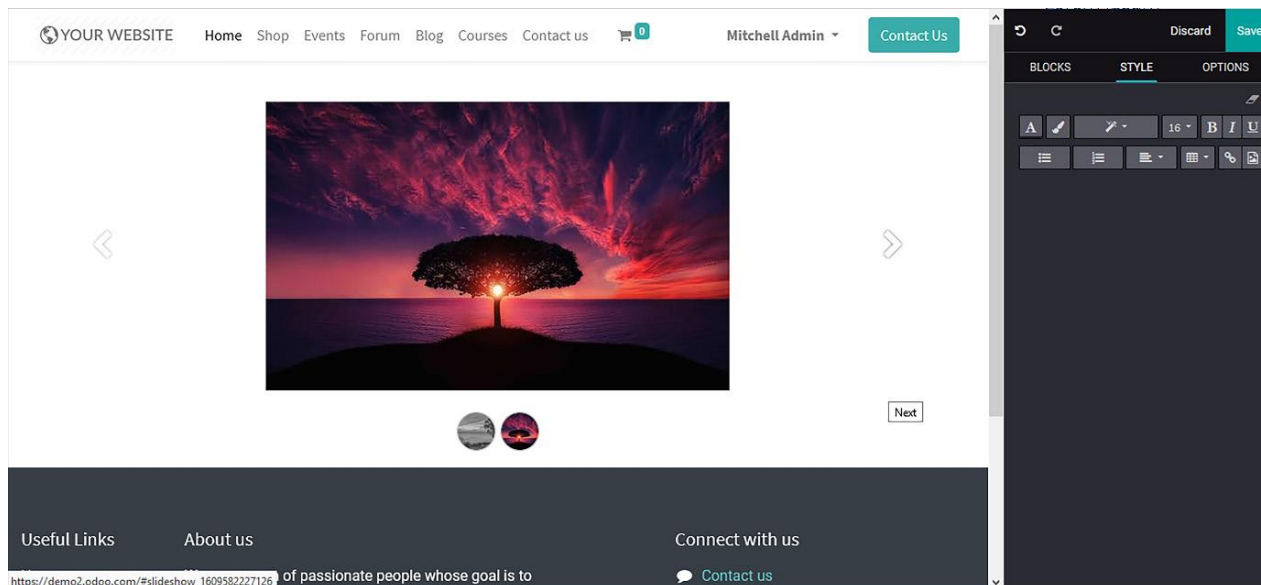 YOUR WEBSITE Home Shop Events Forum Blog Courses Contact us 0 Mitchell Admin Contact Us
Discard Save
BLOCKS STYLE OPTIONS
A 16 B I U
Next
Useful Links About us Connect with us
of passionate people whose goal is to Contact us
https://demo2.odoo.com/#slideshow_1609582227126